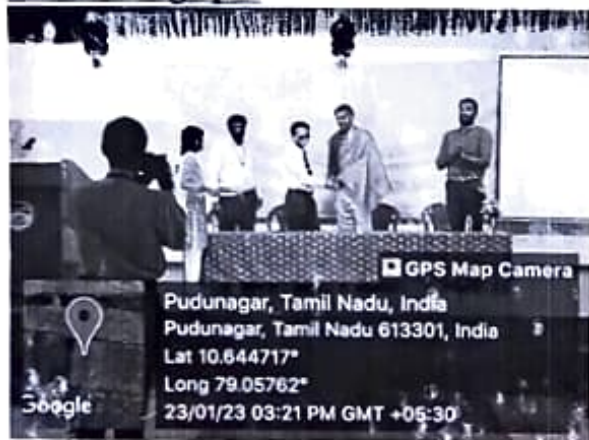 GPS Map Camera
Pudunagar, Tamil Nadu, India
Pudunagar, Tamil Nadu 613301, India
Lat 10.644717°
Long 79.05762°
23/01/23 03:21 PM GMT +05:30
Google